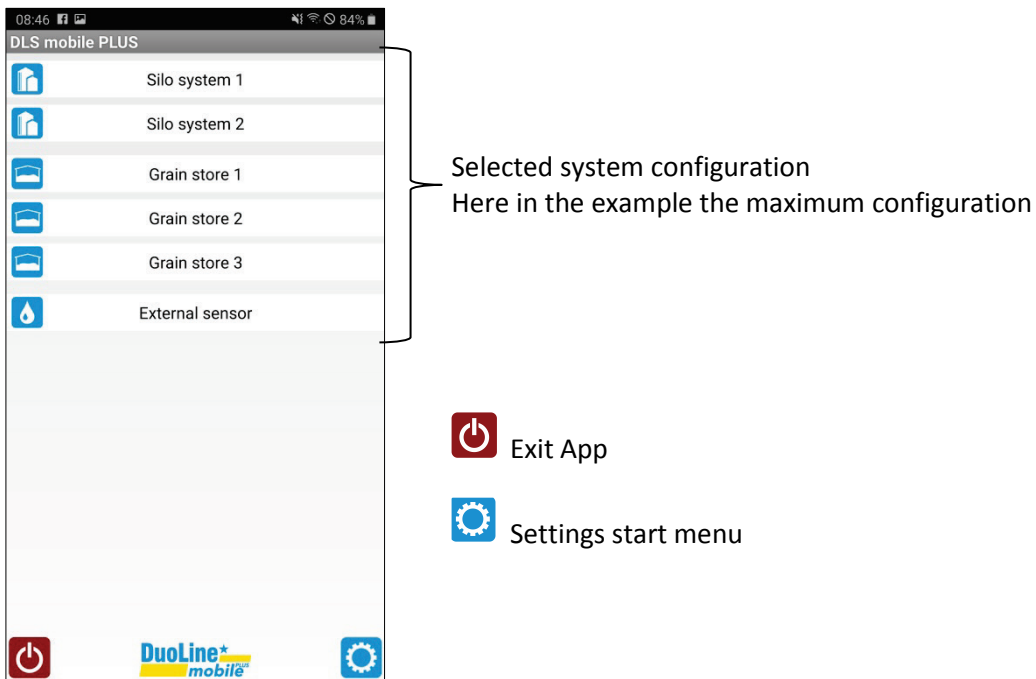 08:46 84%
DLS mobile PLUS
Silo system 1
Silo system 2
Grain store 1
Grain store 2
Grain store 3
External sensor
Selected system configuration
Here in the example the maximum configuration
Exit App
Settings start menu
DuoLine
mobile PLUS